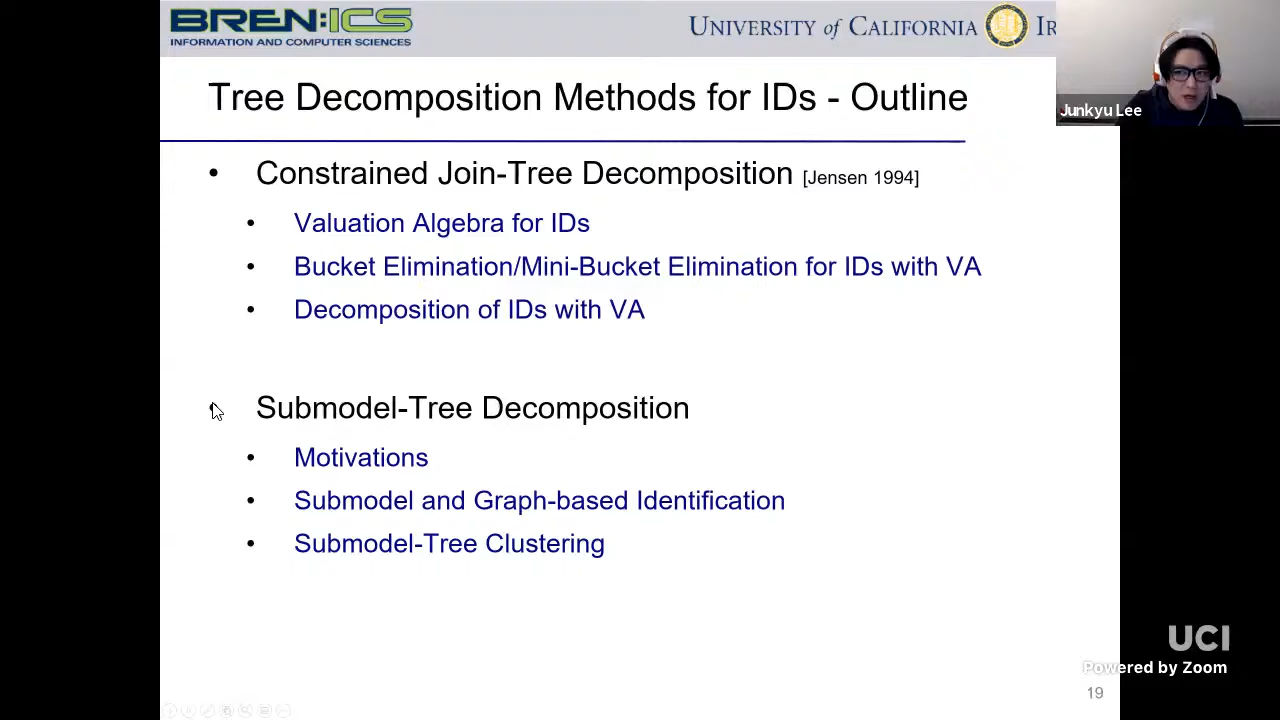 BREN:ICS
INFORMATION AND COMPUTER SCIENCES
UNIVERSITY of CALIFORNIA IR
Junkyu Lee
Tree Decomposition Methods for IDs - Outline
• Constrained Join-Tree Decomposition [Jensen 1994]
• Valuation Algebra for IDs
• Bucket Elimination/Mini-Bucket Elimination for IDs with VA
• Decomposition of IDs with VA
Submodel-Tree Decomposition
• Motivations
• Submodel and Graph-based Identification
• Submodel-Tree Clustering
UCI
Powered by Zoom
19